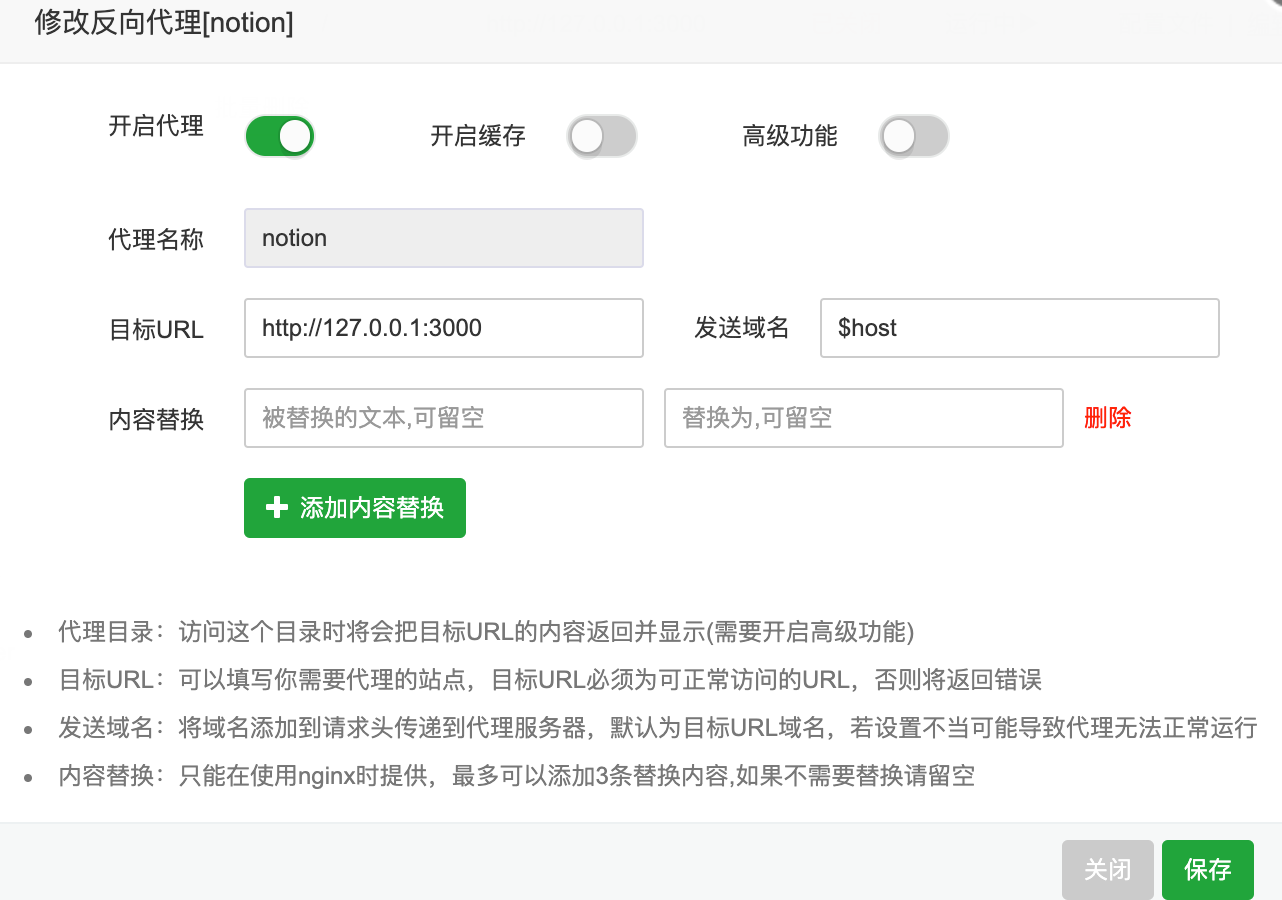 修改反向代理[notion]
开启代理 开启缓存 高级功能
代理名称 notion
目标URL http://127.0.0.1:3000 发送域名 $host
内容替换 被替换的文本,可留空 替换为,可留空 删除
添加内容替换
代理目录：访问这个目录时将会把目标URL的内容返回并显示(需要开启高级功能)
目标URL：可以填写你需要代理的站点，目标URL必须为可正常访问的URL，否则将返回错误
发送域名：将域名添加到请求头传递到代理服务器，默认为目标URL域名，若设置不当可能导致代理无法正常运行
内容替换：只能在使用nginx时提供，最多可以添加3条替换内容,如果不需要替换请留空
关闭 保存